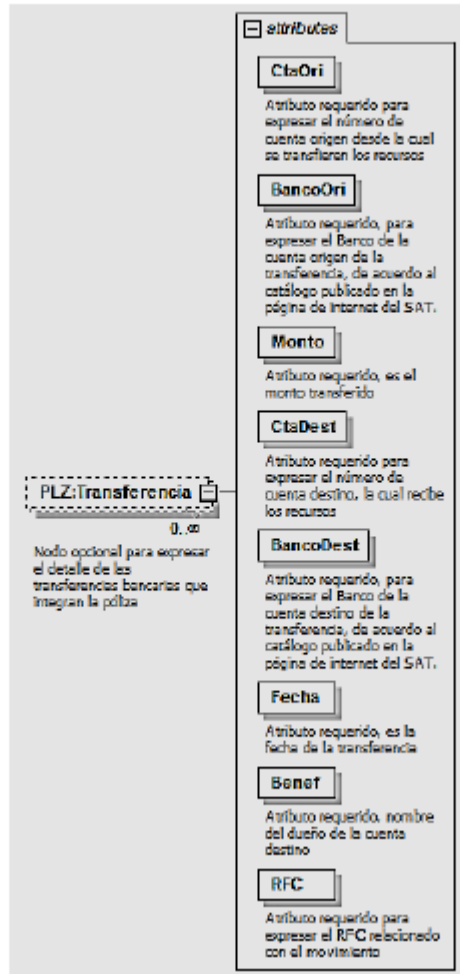 attributes
CtaOri
Atributo requerido para
expresar el número de
cuenta origen desde la cual
se transfieren los recursos
BancoOri
Atributo requerido, para
expresar el Banco de la
cuenta origen de la
transferencia, de acuerdo al
catálogo publicado en la
página de internet del SAT.
Monto
Atributo requerido, es el
monto transferido
CtaDest
Atributo requerido para
expresar el número de
cuenta destino, la cual recibe
los recursos
PLZ:Transferencia
0..∞
Nodo opcional para expresar
el detalle de las
transferencias bancarias que
integran la póliza
BancoDest
Atributo requerido, para
expresar el Banco de la
cuenta destino de la
transferencia, de acuerdo al
catálogo publicado en la
página de internet del SAT.
Fecha
Atributo requerido, es la
fecha de la transferencia
Benef
Atributo requerido, nombre
del dueño de la cuenta
destino
RFC
Atributo requerido para
expresar el RFC relacionado
con el movimiento